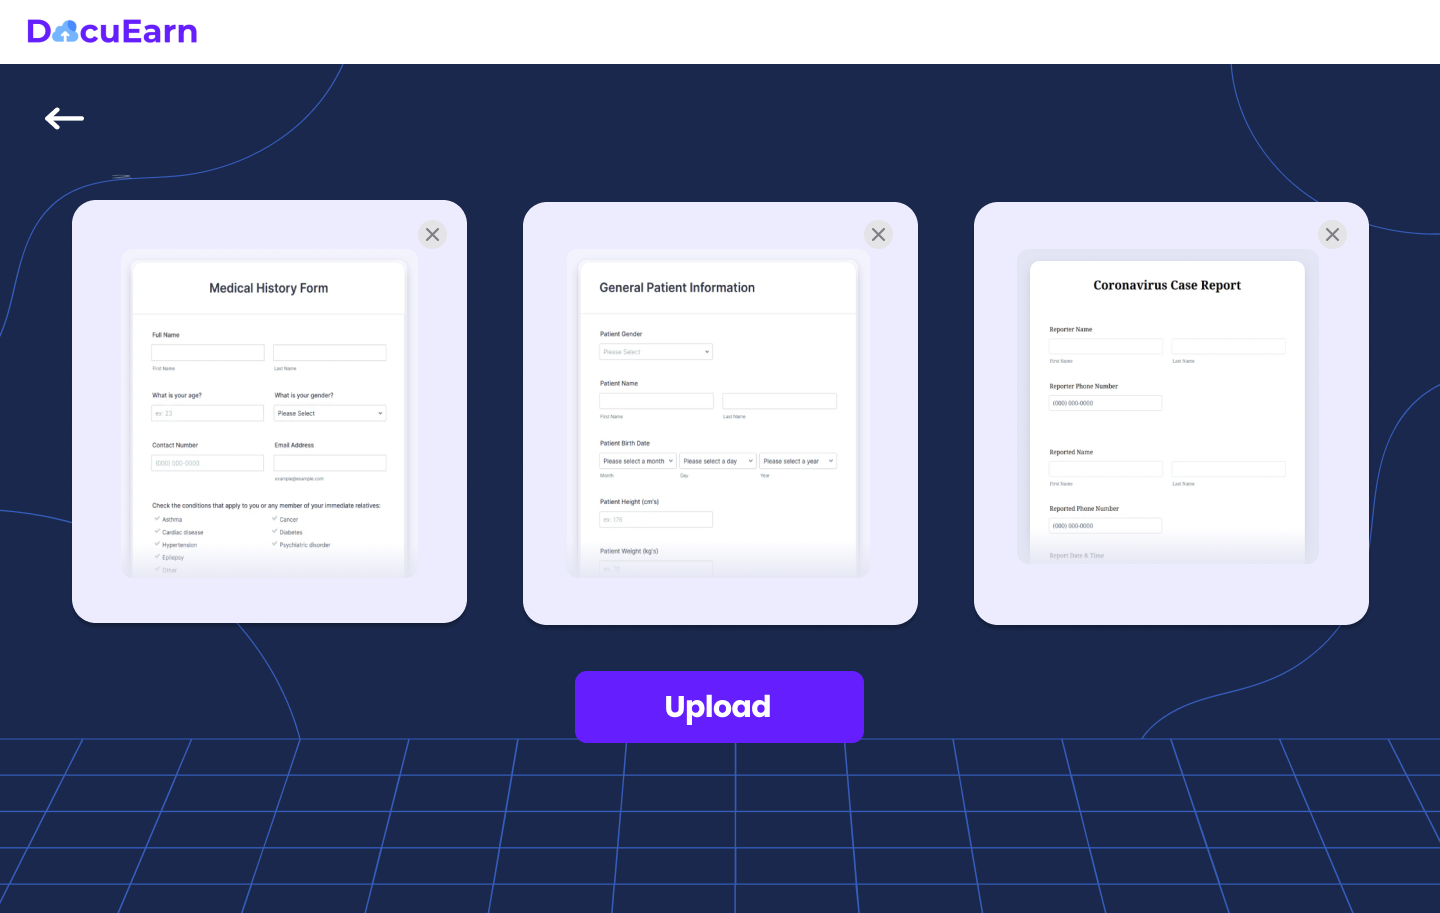 DocuEarn
Medical History Form
Full Name
First Name
Last Name
What is your age?
What is your gender?
ex: 23
Please Select
Contact Number
Email Address
(000) 000-0000
example@example.com
Check the conditions that apply to you or any member of your immediate relatives:
Asthma
Cancer
Cardiac disease
Diabetes
Hypertension
Psychiatric disorder
Epilepsy
Other
General Patient Information
Patient Gender
Please Select
Patient Name
First Name
Last Name
Patient Birth Date
Please select a month
Please select a day
Please select a year
Month
Day
Year
Patient Height (cm's)
ex: 176
Patient Weight (kg's)
ex: 76
Coronavirus Case Report
Reporter Name
First Name
Last Name
Reporter Phone Number
(000) 000-0000
Reported Name
First Name
Last Name
Reported Phone Number
(000) 000-0000
Report Date & Time
Upload